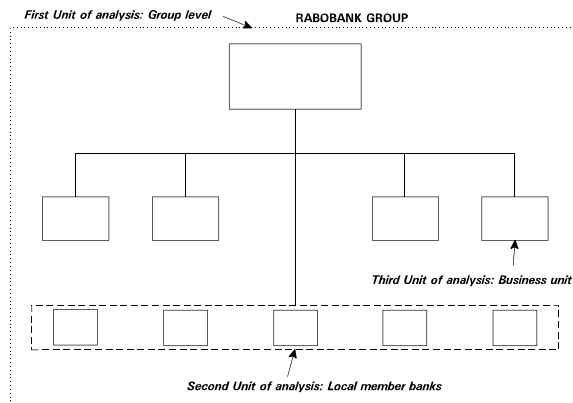 First Unit of analysis: Group level
RABOBANK GROUP
Third Unit of analysis: Business unit
Second Unit of analysis: Local member banks